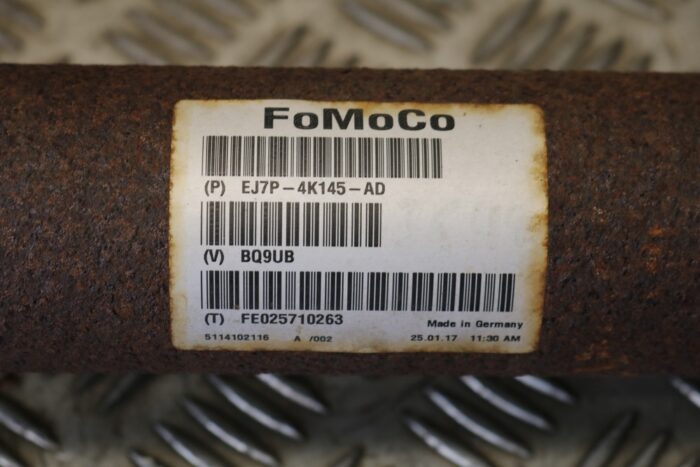 FoMoCo
(P) EJ7P-4K145-AD
(V) BQ9UB
(T) FE025710263
Made in Germany
5114102116 A /002 25.01.17 11:30 AM